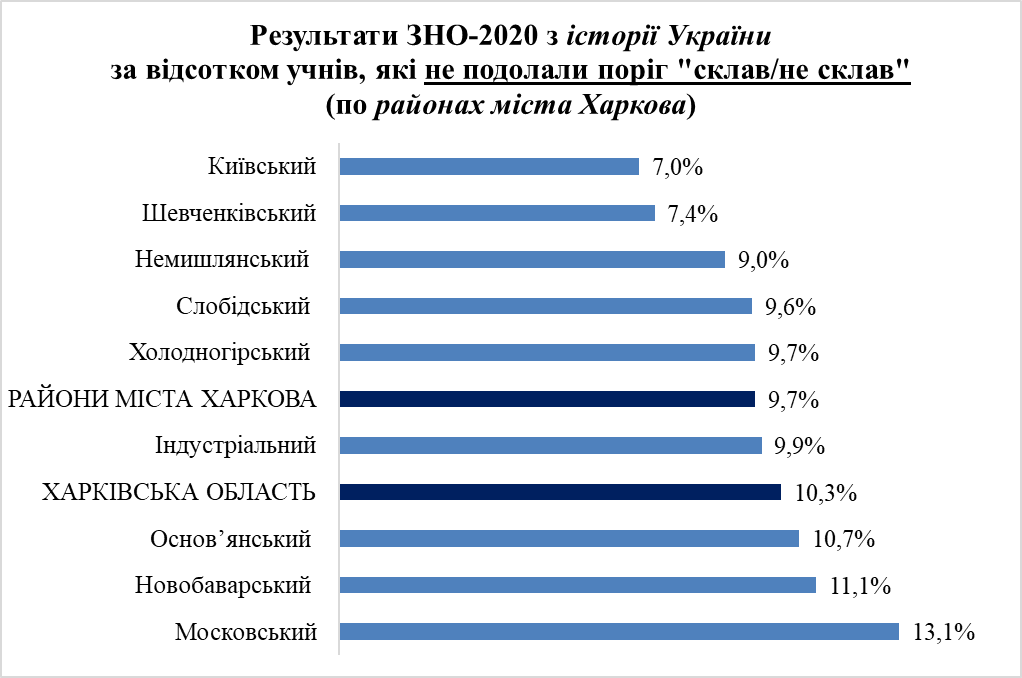 Результати ЗНО-2020 з історії України
за відсотком учнів, які не подолали поріг "склав/не склав"
(по районах міста Харкова)
Київський 7,0%
Шевченківський 7,4%
Немишлянський 9,0%
Слобідський 9,6%
Холодногірський 9,7%
РАЙОНИ МІСТА ХАРКОВА 9,7%
Індустріальний 9,9%
ХАРКІВСЬКА ОБЛАСТЬ 10,3%
Основ’янський 10,7%
Новобаварський 11,1%
Московський 13,1%